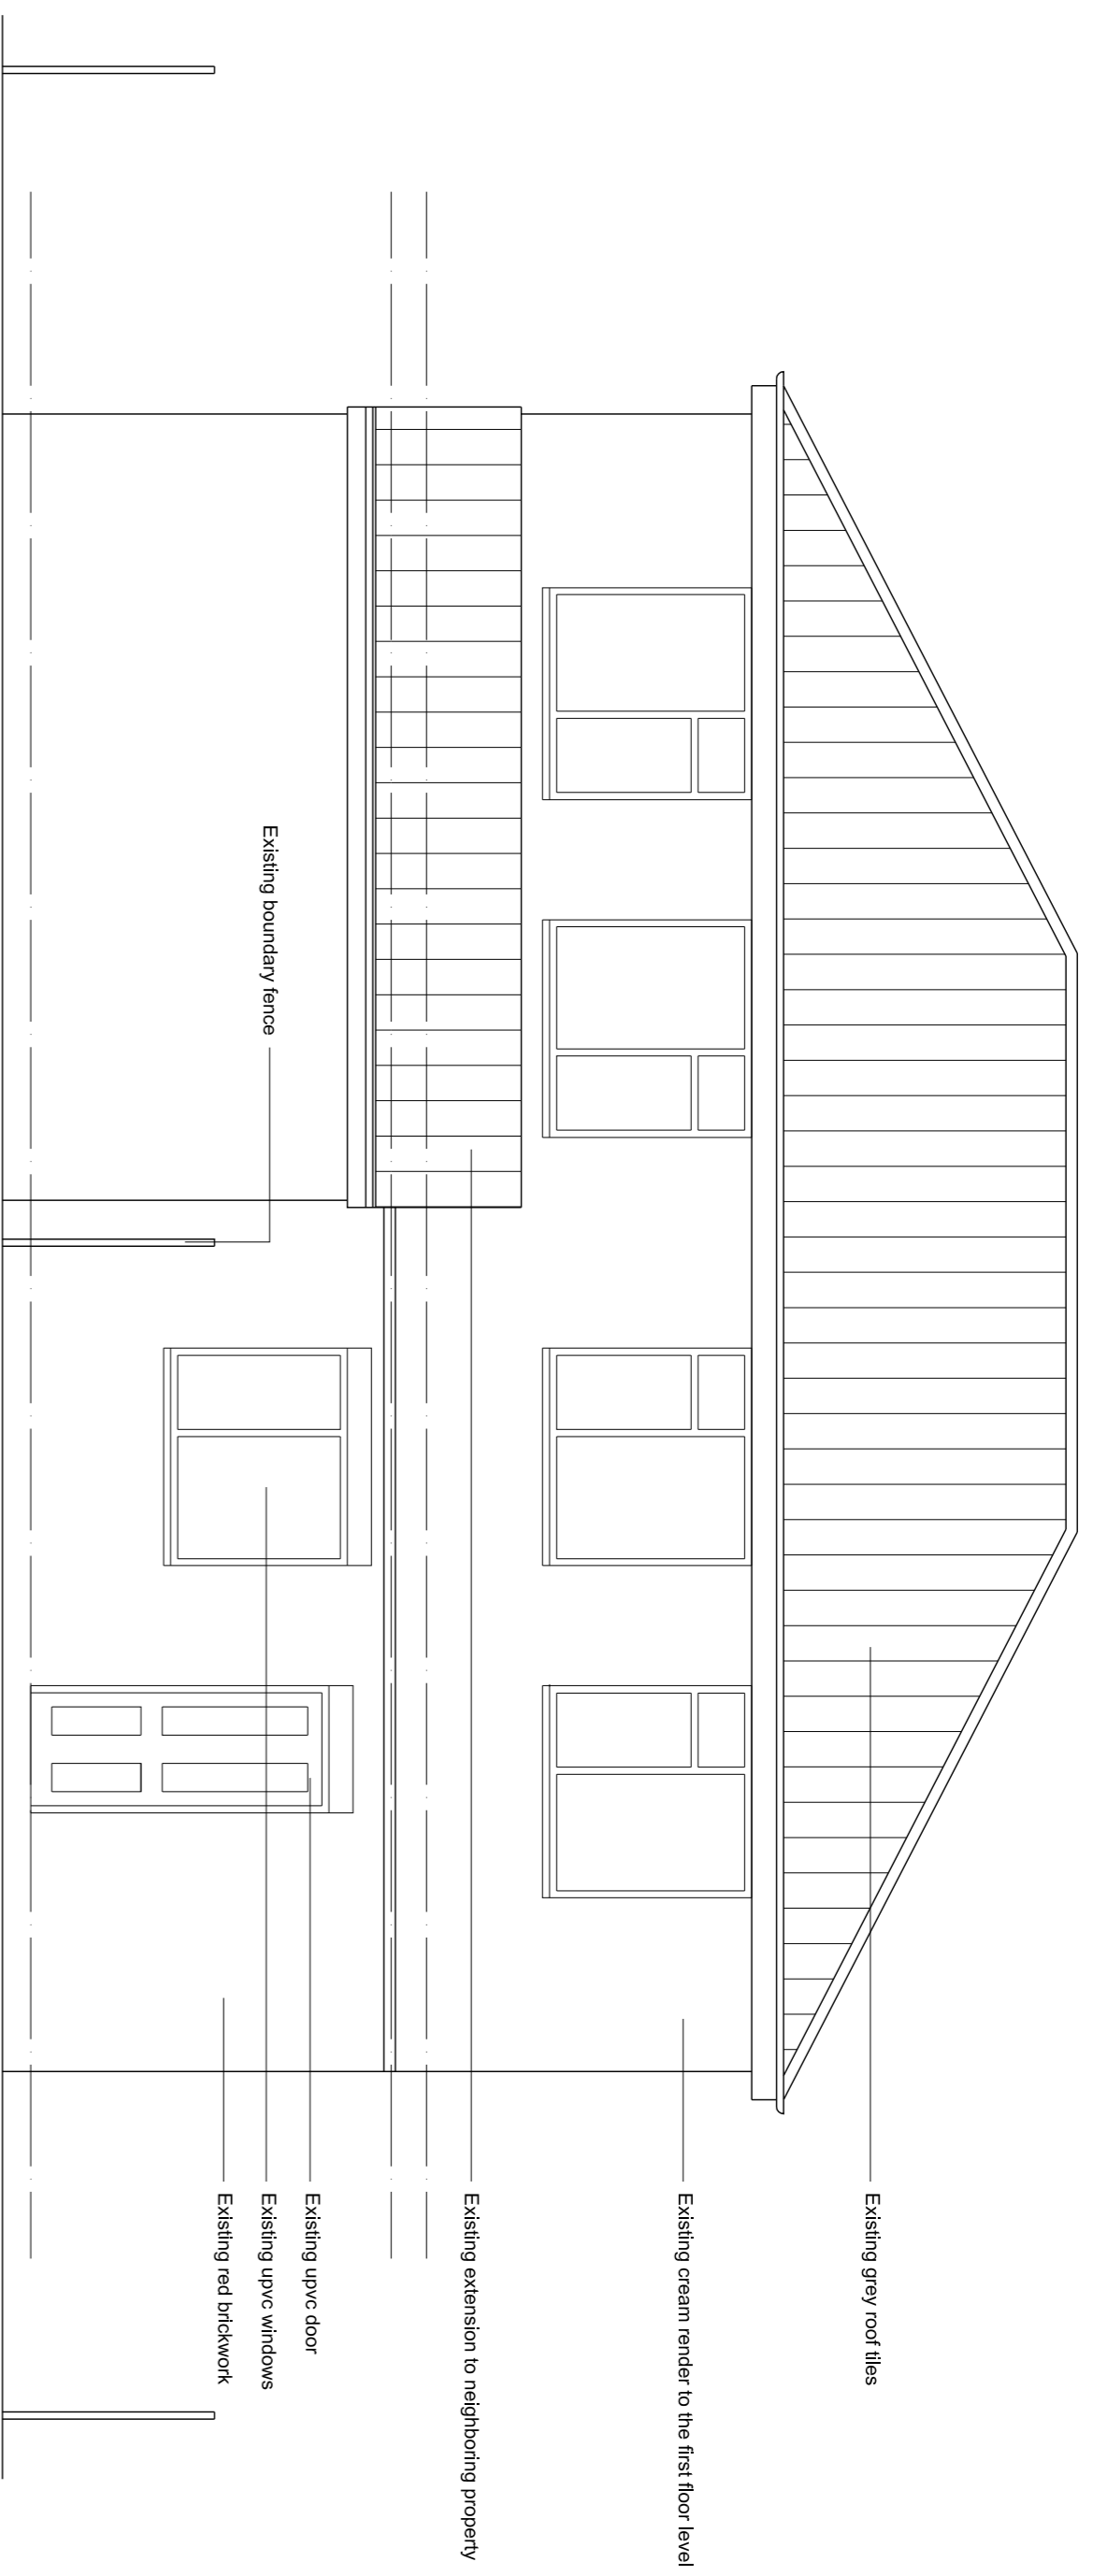 Existing grey roof tiles
Existing cream render to the first floor level
Existing extension to neighboring property
Existing upvc door
Existing upvc windows
Existing red brickwork
Existing boundary fence